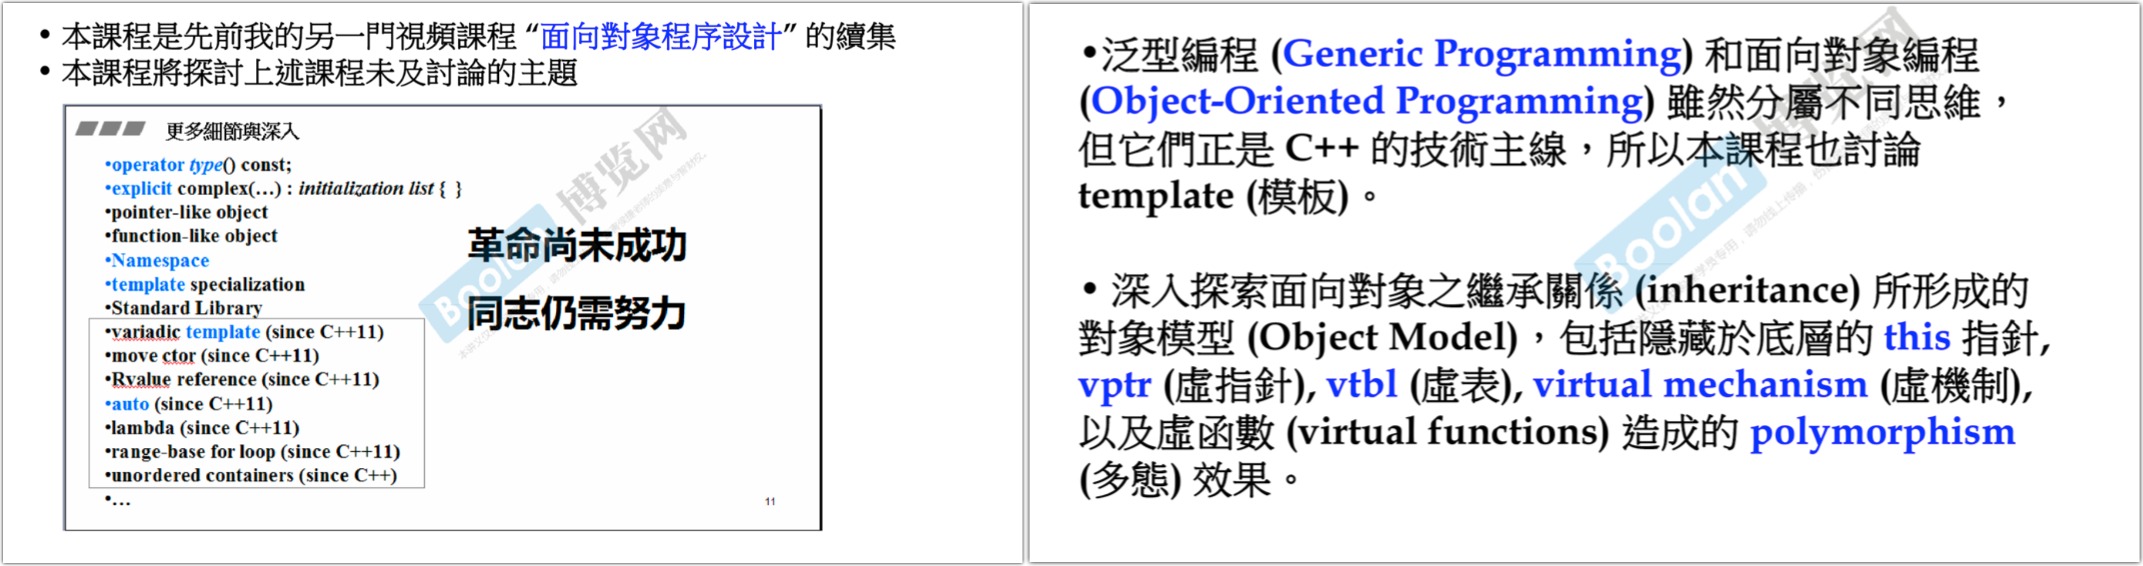 • 本課程是先前我的另一門視頻課程 “面向對象程序設計” 的續集
• 本課程將探討上述課程未及討論的主題
更多細節與深入
•operator type() const;
•explicit complex(…) : initialization list { }
•pointer-like object
•function-like object
•Namespace
•template specialization
•Standard Library
•variadic template (since C++11)
•move ctor (since C++11)
•Rvalue reference (since C++11)
•auto (since C++11)
•lambda (since C++11)
•range-base for loop (since C++11)
•unordered containers (since C++)
•…
革命尚未成功
同志仍需努力
11
Boolan 博览网
•泛型編程 (Generic Programming) 和面向對象編程
(Object-Oriented Programming) 雖然分屬不同思維，
但它們正是 C++ 的技術主線，所以本課程也討論
template (模板)。
• 深入探索面向對象之繼承關係 (inheritance) 所形成的
對象模型 (Object Model)，包括隱藏於底層的 this 指針,
vptr (虛指針), vtbl (虛表), virtual mechanism (虛機制),
以及虛函數 (virtual functions) 造成的 polymorphism
(多態) 效果。
Boolan 博览网